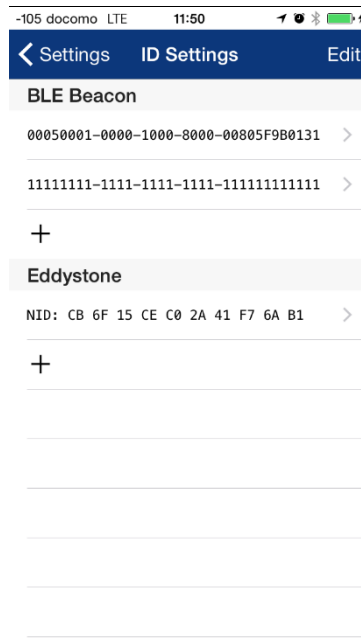 -105 docomo LTE 11:50
Settings ID Settings Edit
BLE Beacon
00050001-0000-1000-8000-00805F9B0131
11111111-1111-1111-1111-111111111111
+
Eddystone
NID: CB 6F 15 CE C0 2A 41 F7 6A B1
+